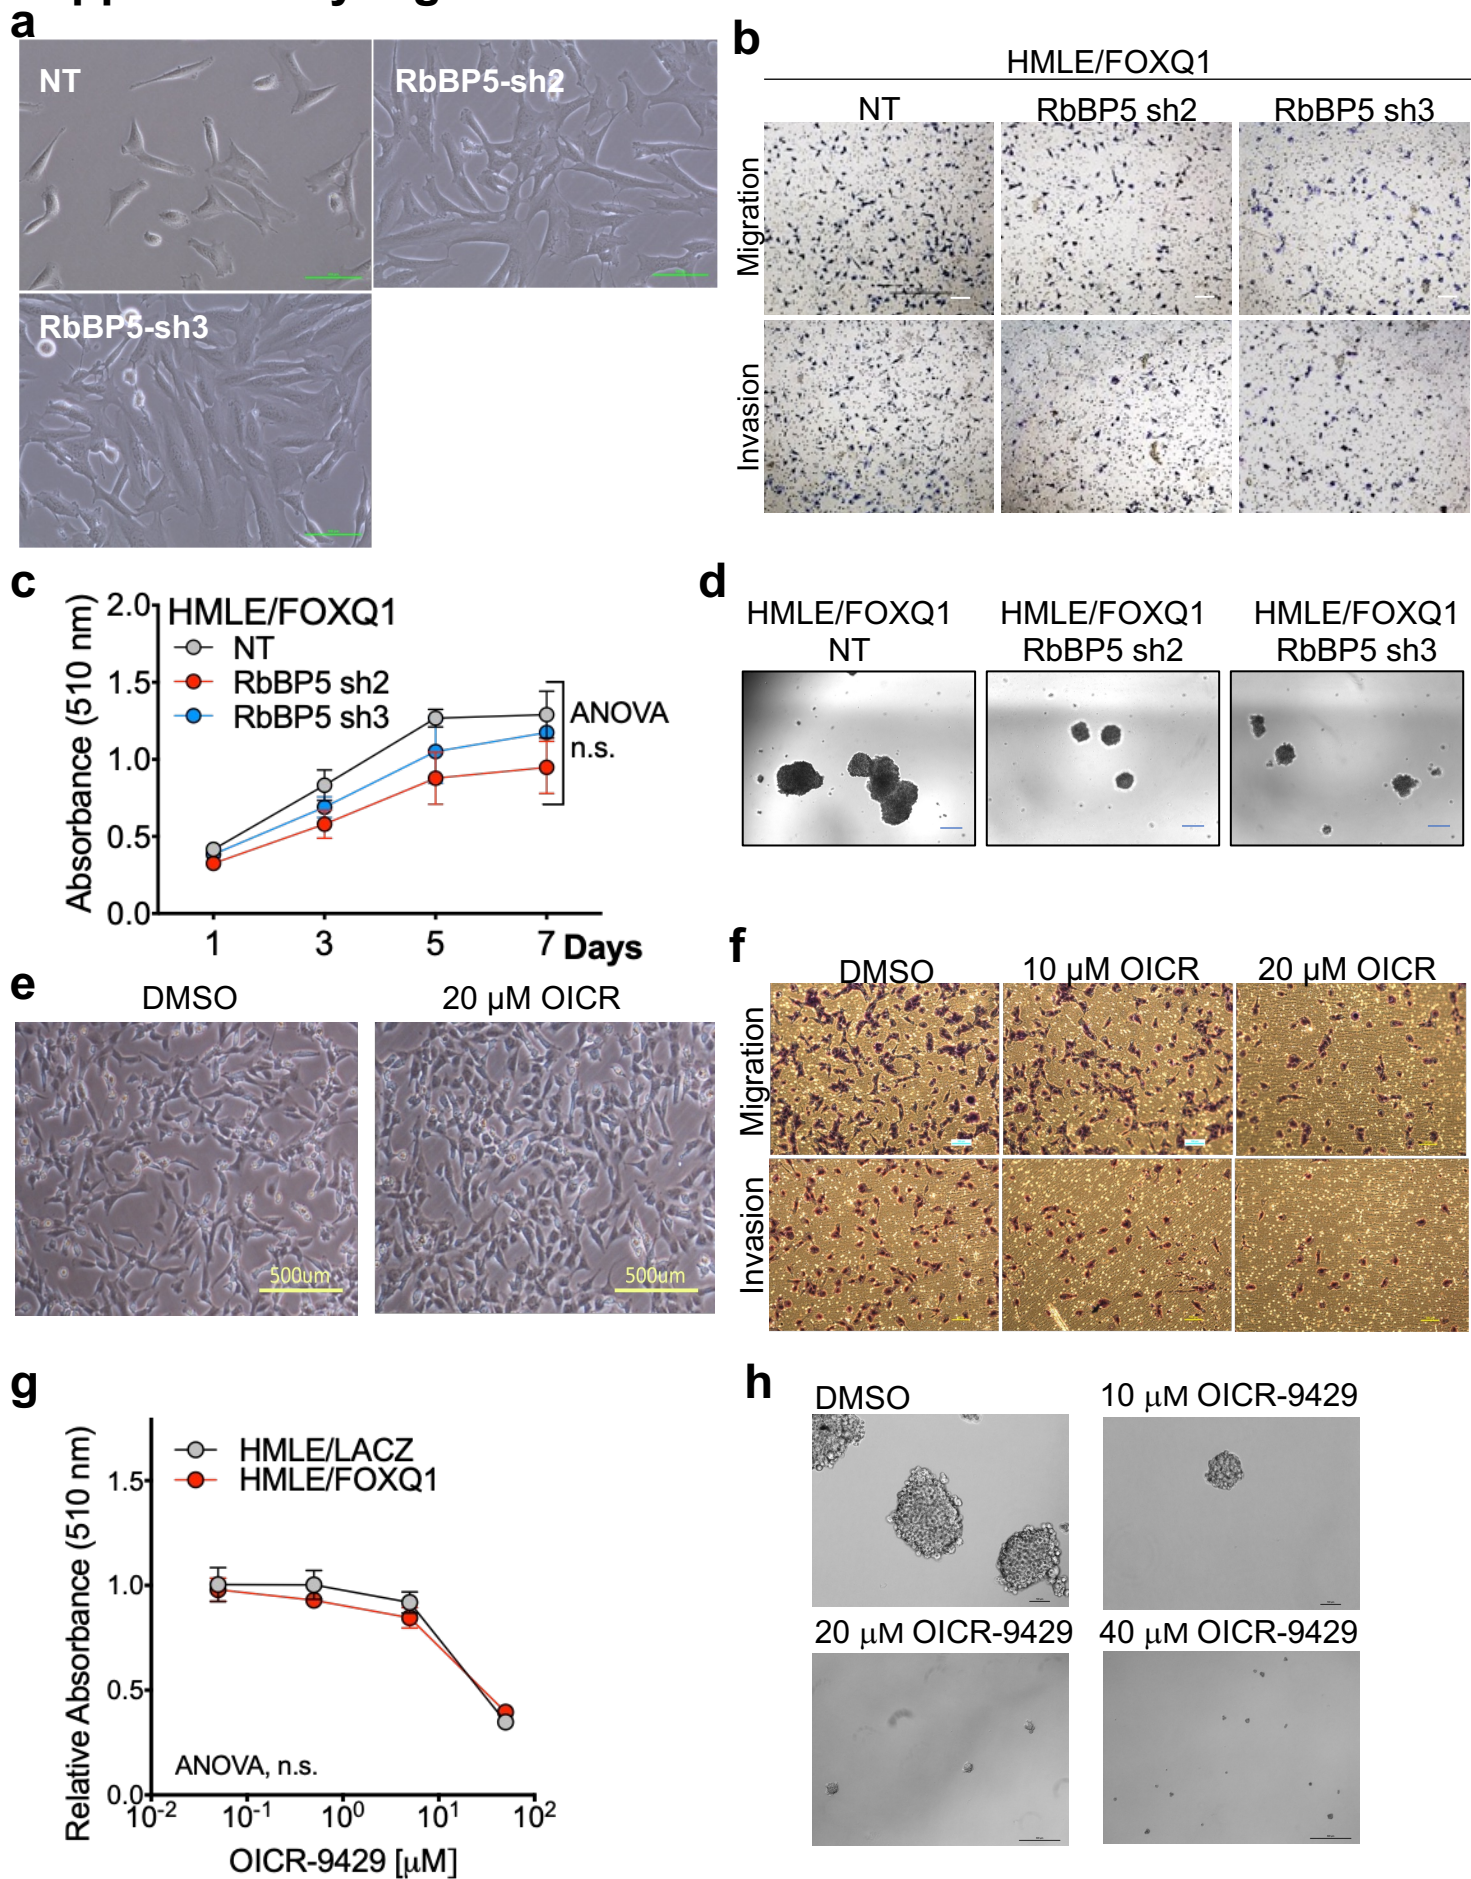 a
NT
RbBP5-sh2
RbBP5-sh3
b
HMLE/FOXQ1
NT
RbBP5 sh2
RbBP5 sh3
Migration
Invasion
c
HMLE/FOXQ1
NT
RbBP5 sh2
RbBP5 sh3
ANOVA
n.s.
Absorbance (510 nm)
2.0
1.5
1.0
0.5
0.0
1 3 5 7 Days
d
HMLE/FOXQ1
NT
HMLE/FOXQ1
RbBP5 sh2
HMLE/FOXQ1
RbBP5 sh3
e
DMSO
20 µM OICR
500um
500um
f
DMSO
10 µM OICR
20 µM OICR
Migration
Invasion
g
HMLE/LACZ
HMLE/FOXQ1
Relative Absorbance (510 nm)
1.5
1.0
0.5
0.0
ANOVA, n.s.
10-2 10-1 100 101 102
OICR-9429 [µM]
h
DMSO
10 µM OICR-9429
20 µM OICR-9429
40 µM OICR-9429